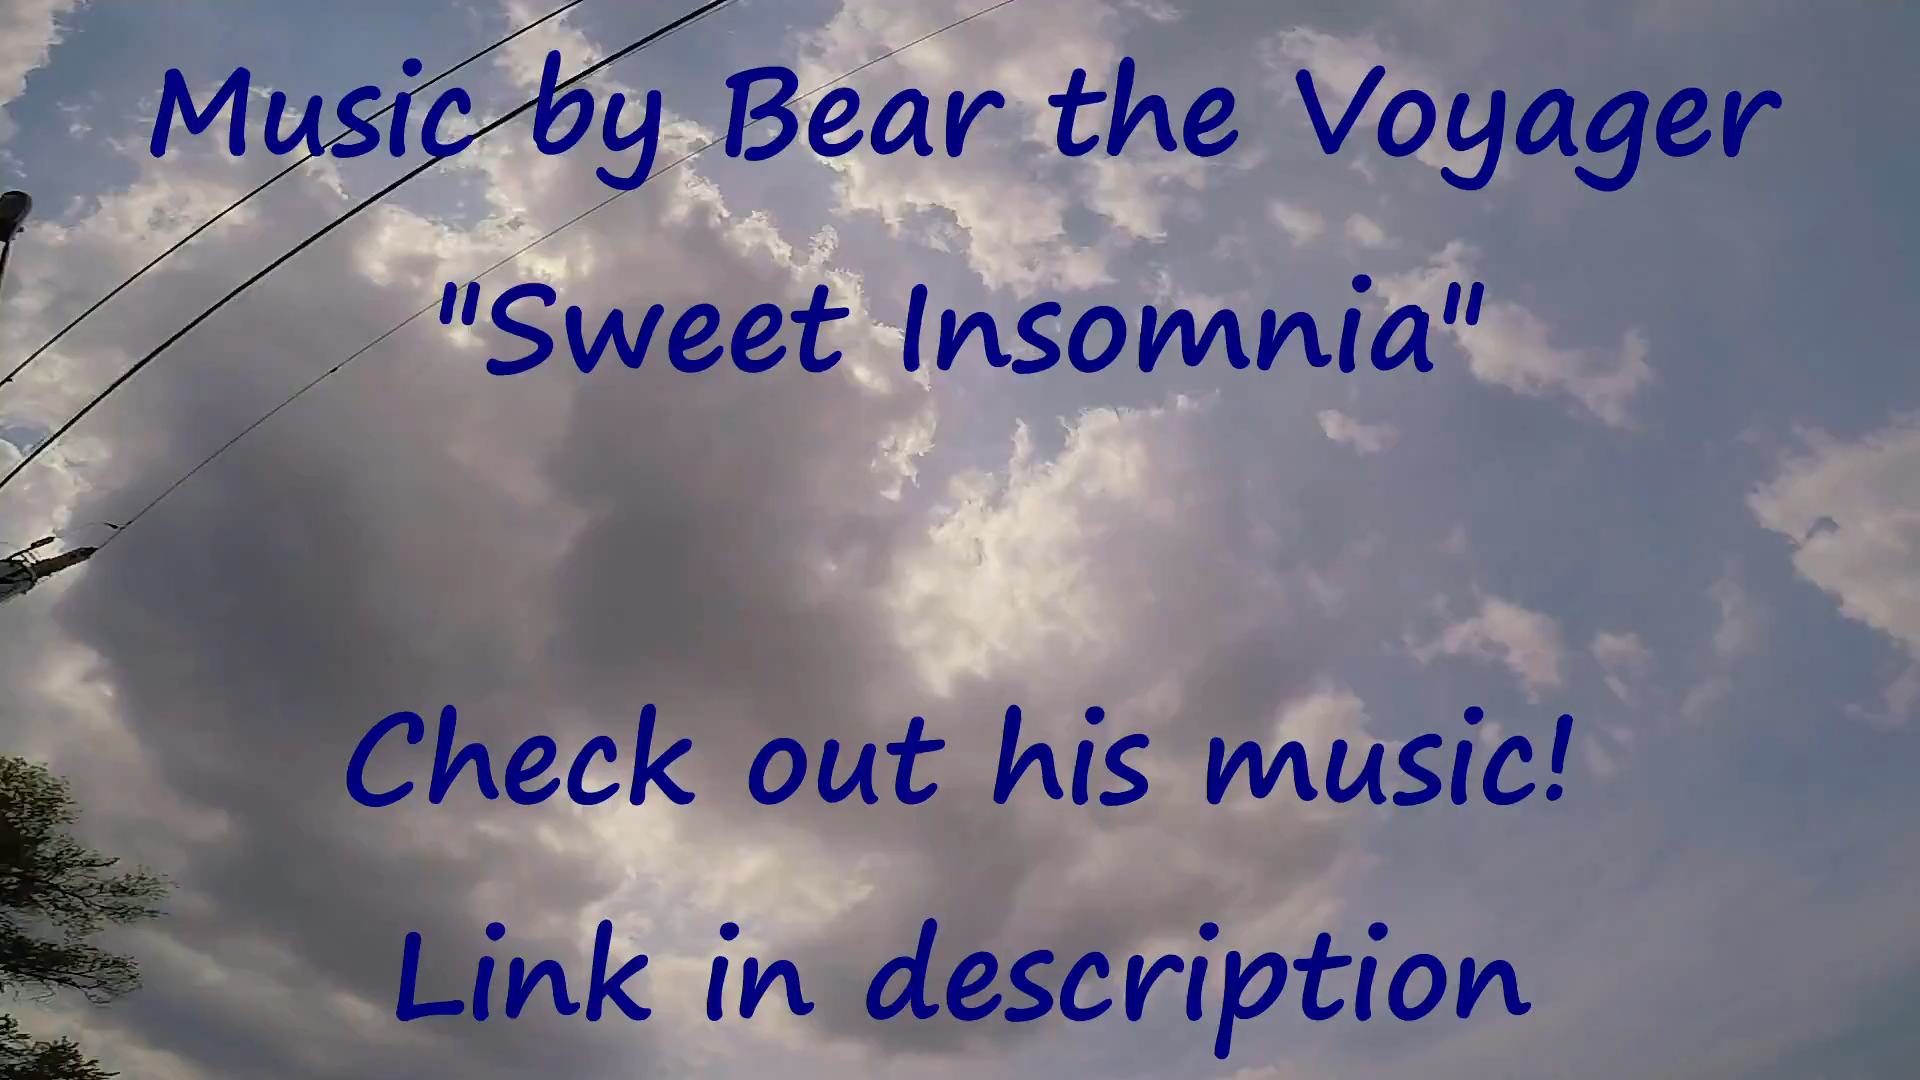 Music by Bear the Voyager
"Sweet Insomnia"
Check out his music!
Link in description